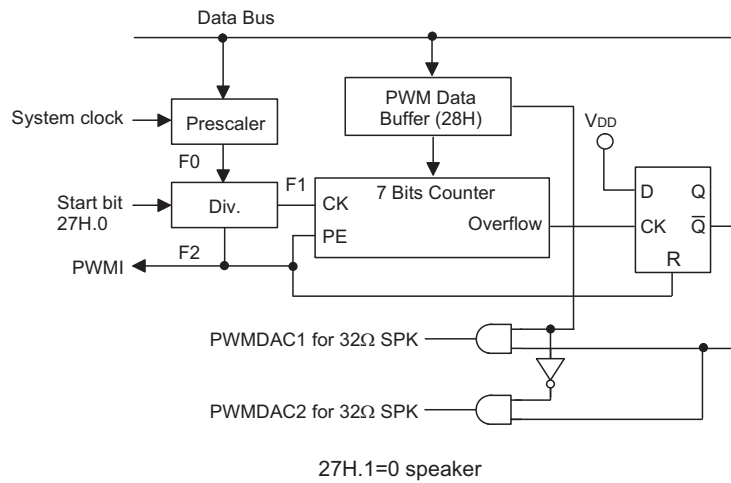 Data Bus
System clock
Prescaler
PWM Data
Buffer (28H)
VDD
F0
F1
7 Bits Counter
D
Q
Start bit
27H.0
Div.
CK
Overflow
CK
Q̅
PE
F2
R
PWMI
PWMDAC1 for 32Ω SPK
PWMDAC2 for 32Ω SPK
27H.1=0 speaker